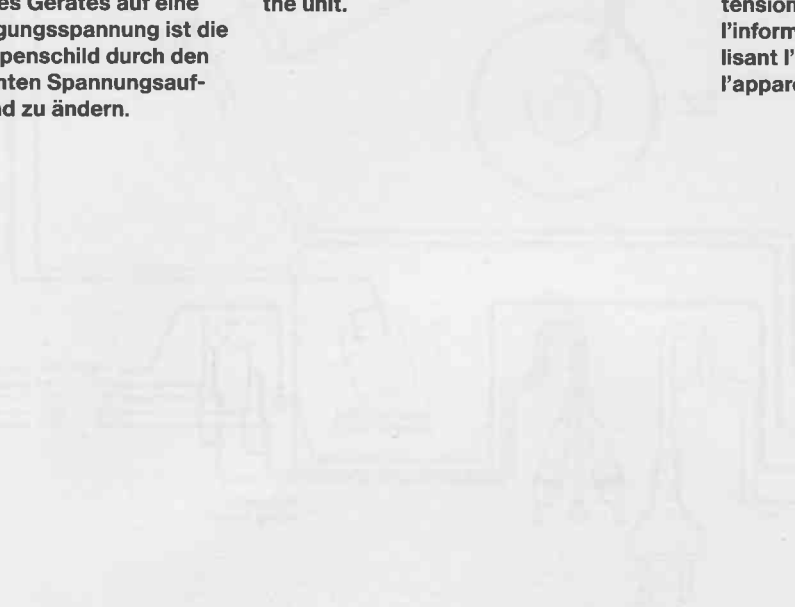 es Gerätes auf eine
gungsspannung ist die
penschild durch den
nten Spannungsauf-
d zu ändern.
the unit.
tension
l'inform
lisant l'
l'appare